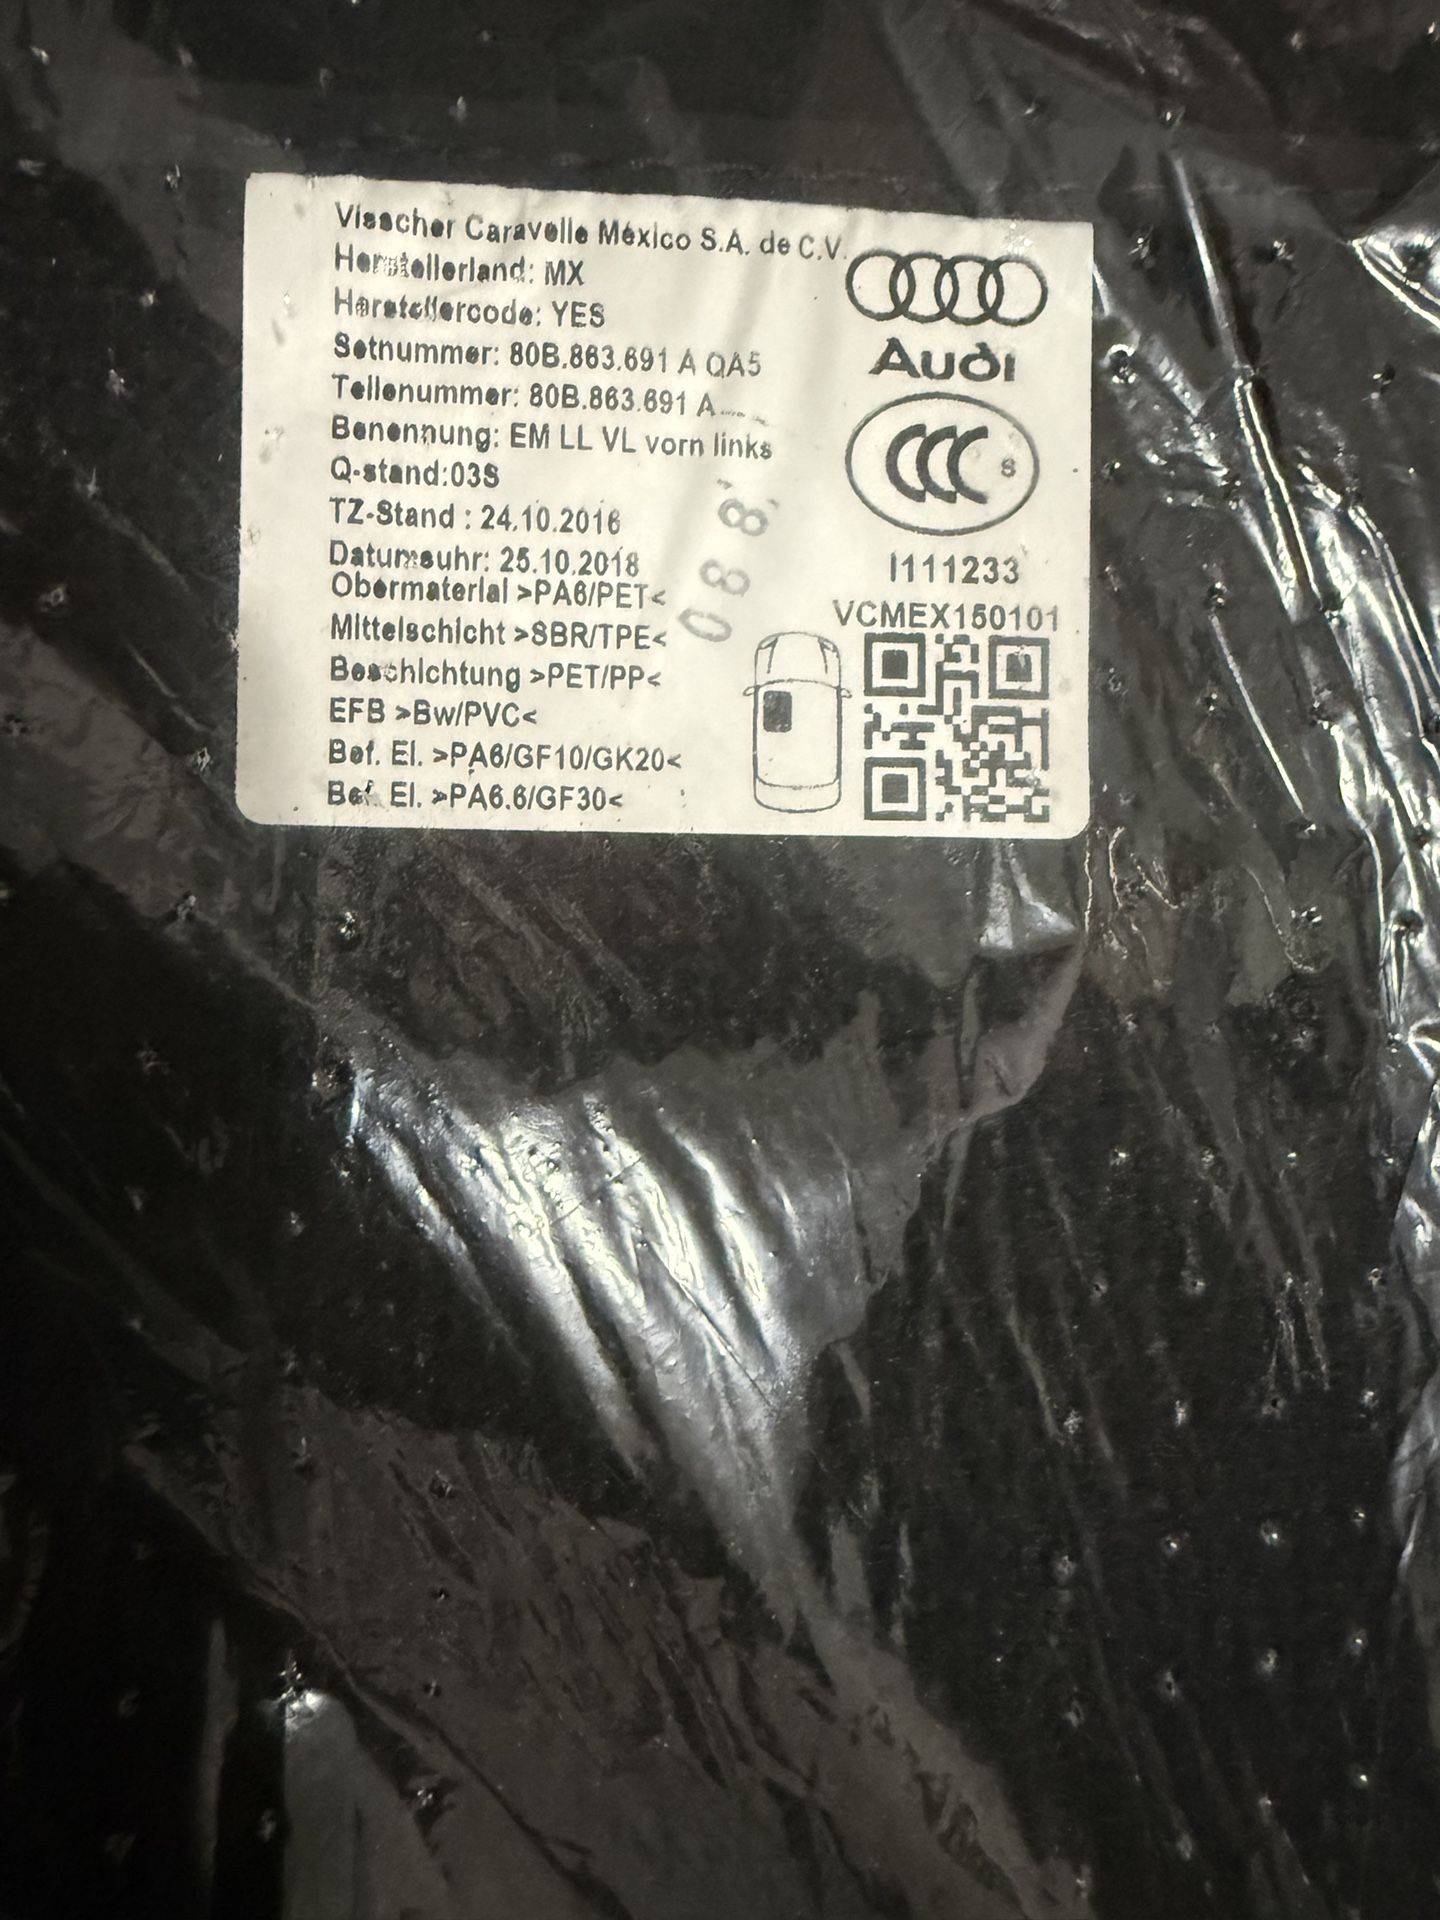 Visscher Caravelle México S.A. de C.V.
Herstellerland: MX
Herstellercode: YES
Setnummer: 80B.863.691 A QA5
Teilenummer: 80B.863.691 A
Benennung: EM LL VL vorn links
Q-stand:03S
TZ-Stand : 24.10.2016
Datumsuhr: 25.10.2018
Obermaterial >PA6/PET<
Mittelschicht >SBR/TPE<
Beschichtung >PET/PP<
EFB >Bw/PVC<
Bef. El. >PA6/GF10/GK20<
Bef. El. >PA6.6/GF30<
088
Audi
CCC S
I111233
VCMEX150101